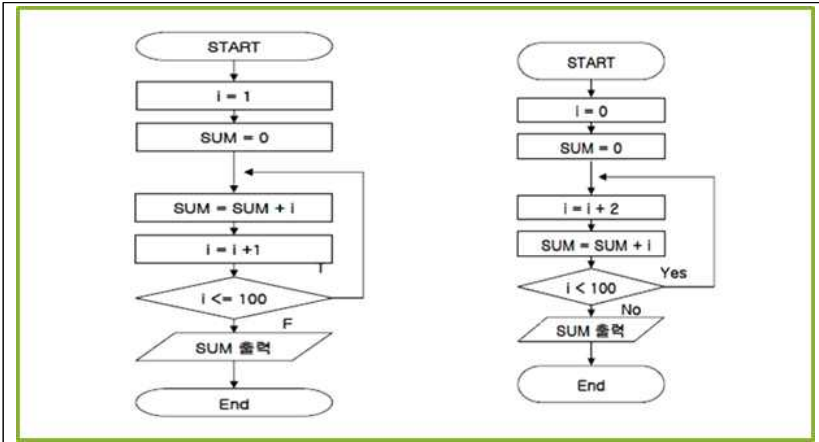 START
i = 1
SUM = 0
SUM = SUM + i
i = i +1
T
i <= 100
F
SUM 출력
End
START
i = 0
SUM = 0
i = i + 2
SUM = SUM + i
Yes
i < 100
No
SUM 출력
End